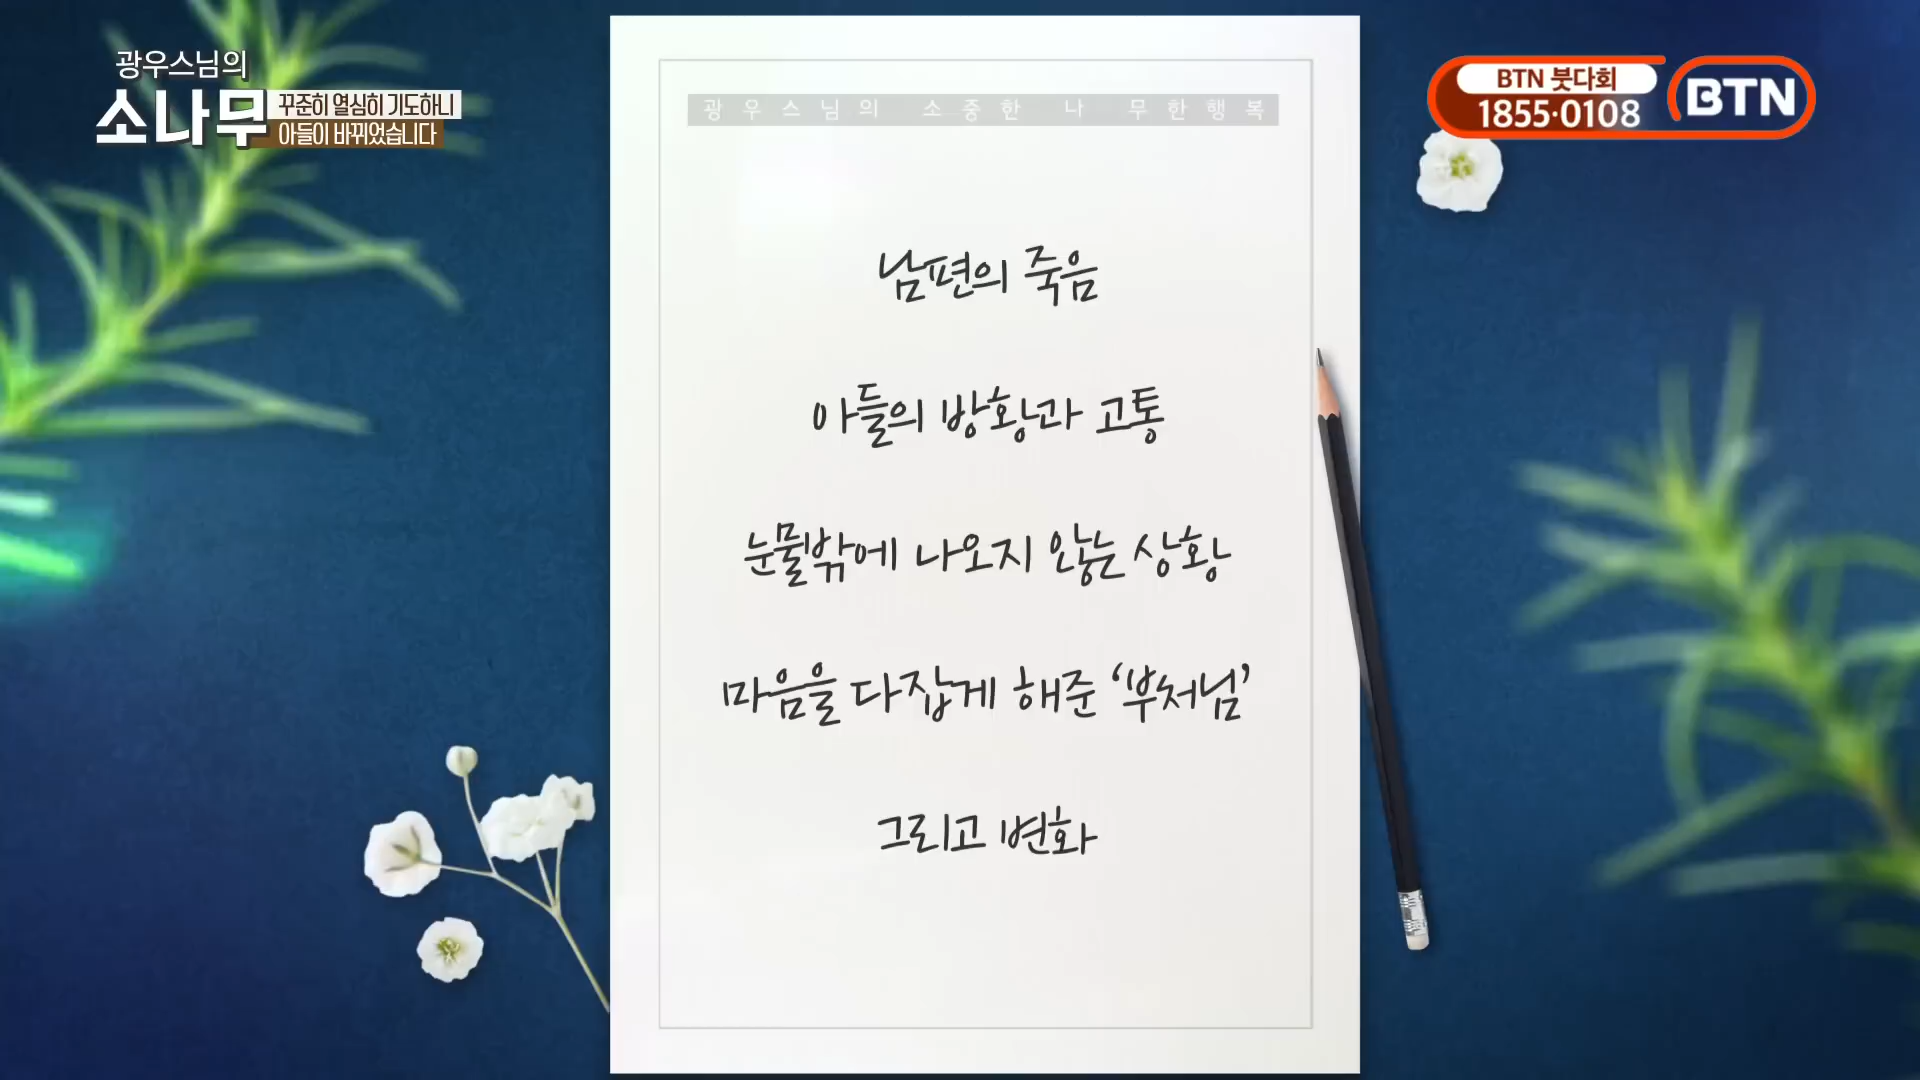 광우스님의
소나무
꾸준히 열심히 기도하니
아들이 바뀌었습니다
BTN 붓다회
1855·0108
BTN
광우스님의 소중한 나 무한행복
남편의 죽음
아들의 방황과 고통
눈물밖에 나오지 않는 상황
마음을 다잡게 해준 ‘부처님’
그리고 변화